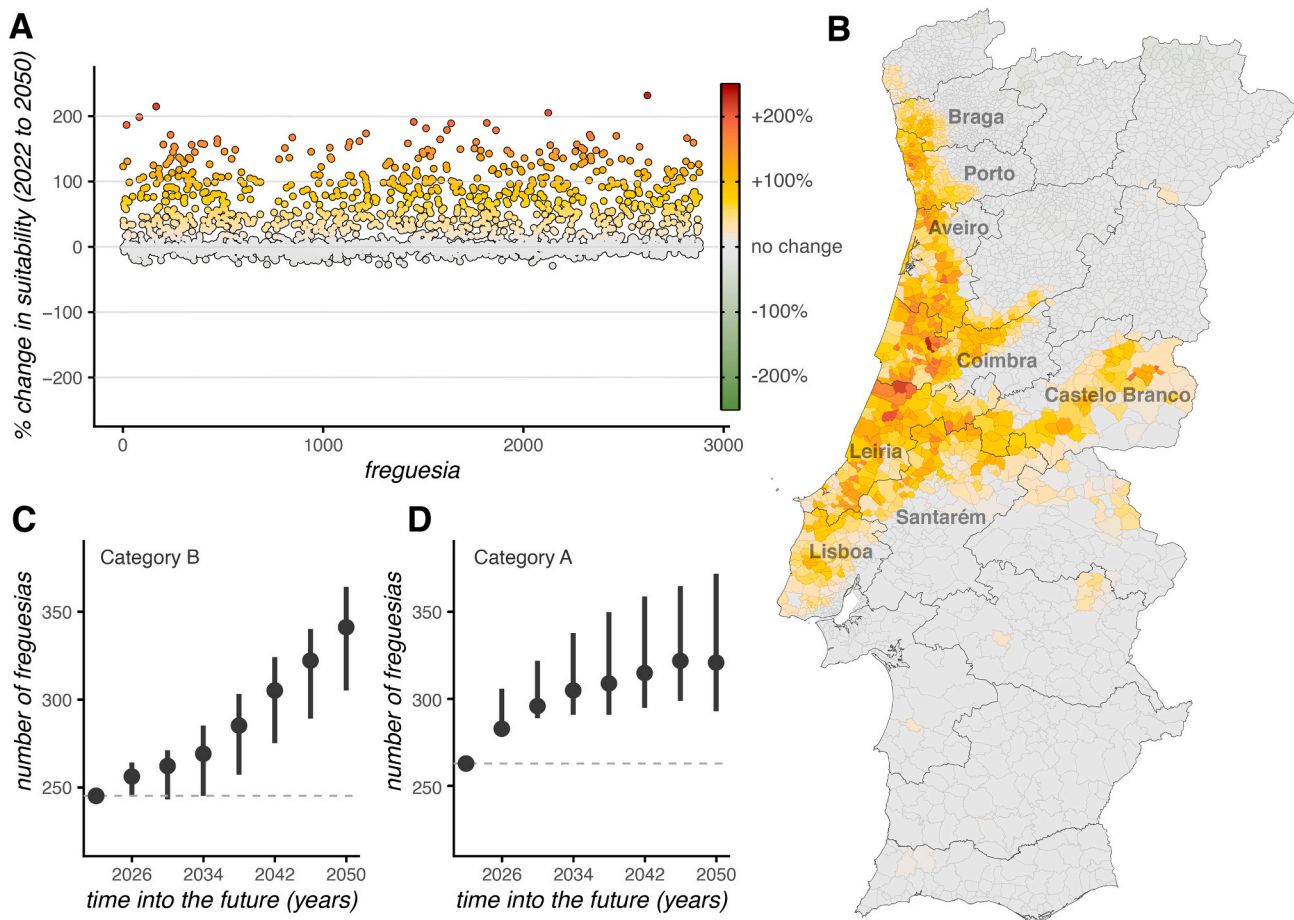 A
% change in suitability (2022 to 2050)
200
100
0
−100
−200
0
1000
2000
3000
freguesia
+200%
+100%
no change
-100%
-200%
B
Braga
Porto
Aveiro
Coimbra
Castelo Branco
Leiria
Santarém
Lisboa
C
Category B
number of freguesias
350
300
250
2026
2034
2042
2050
time into the future (years)
D
Category A
number of freguesias
350
300
250
2026
2034
2042
2050
time into the future (years)